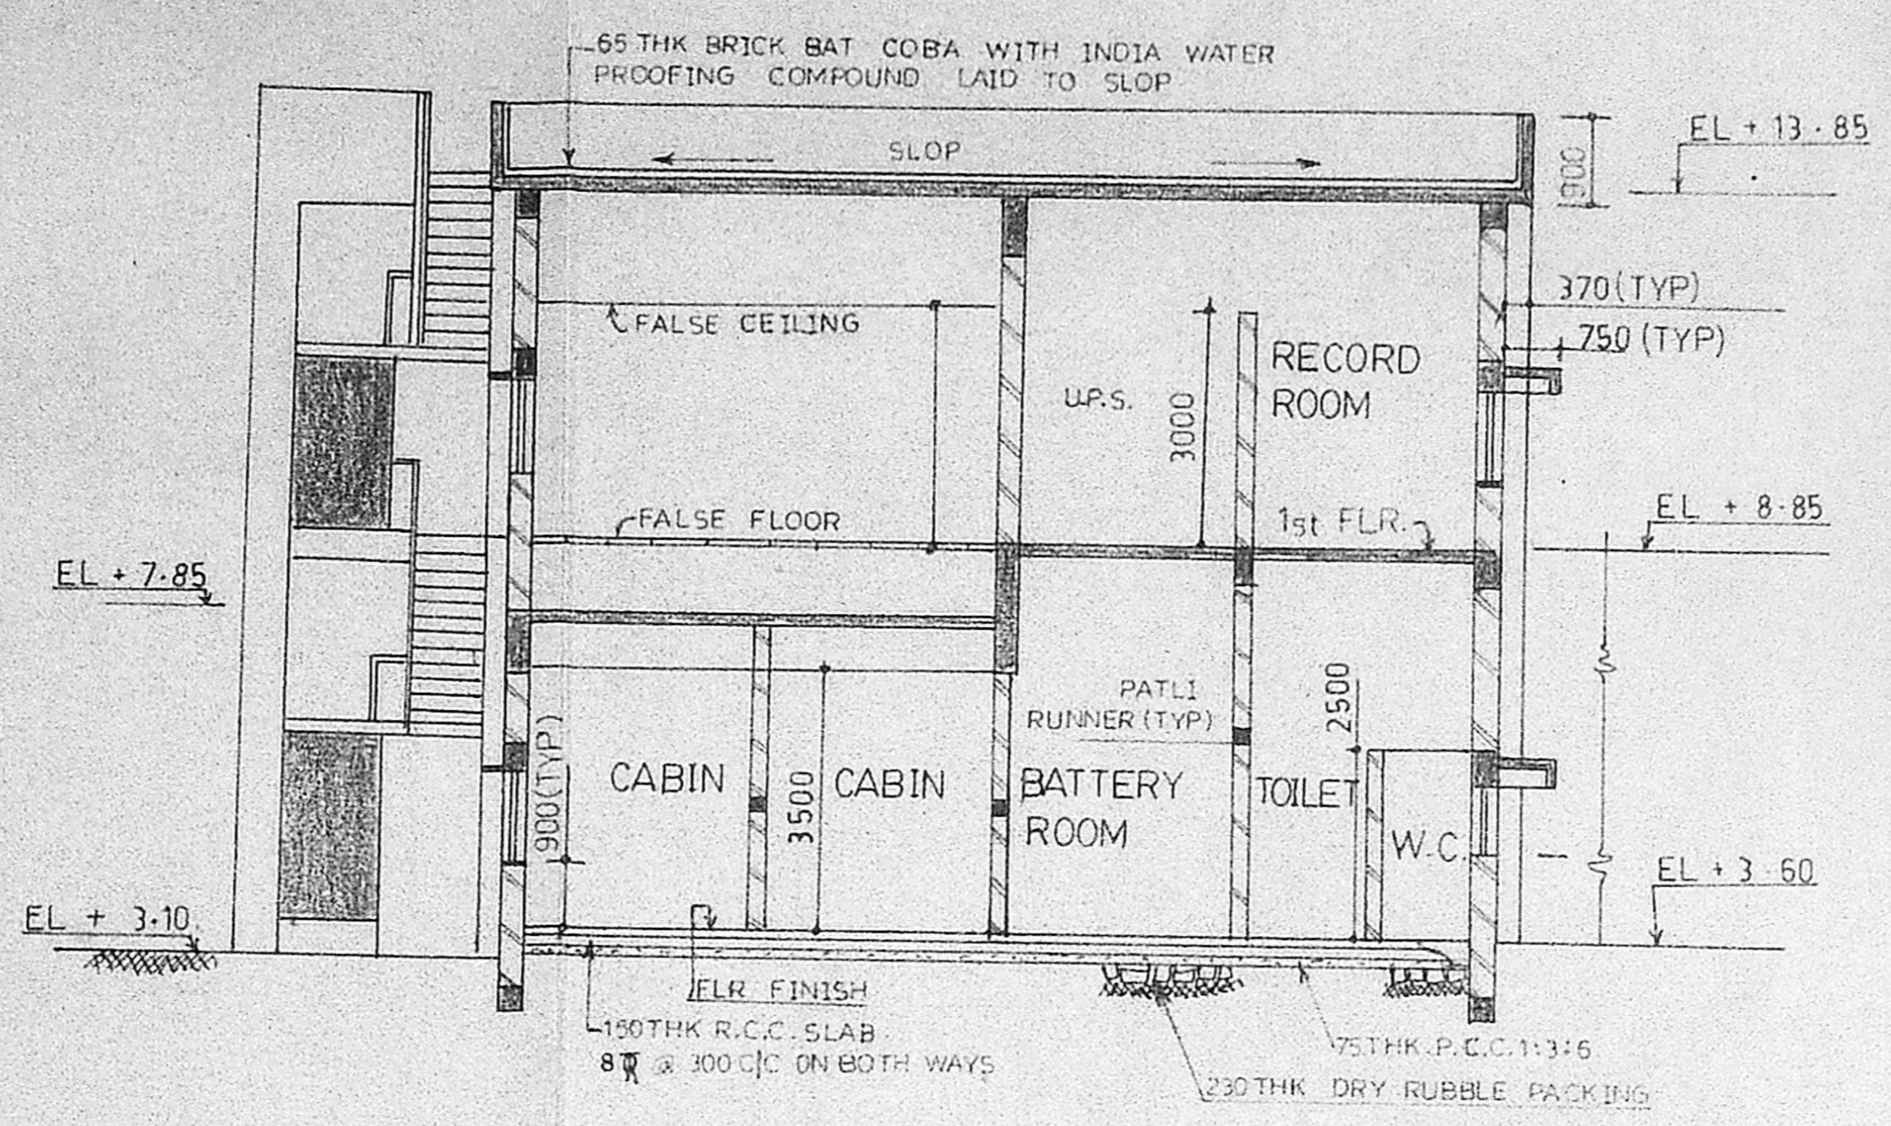 65 THK BRICK BAT COBA WITH INDIA WATER
PROOFING COMPOUND LAID TO SLOP
SLOP
EL + 13.85
900
FALSE CEILING
370 (TYP)
750 (TYP)
RECORD
ROOM
U.P.S.
3000
FALSE FLOOR
1st FLR.
EL + 8.85
EL + 7.85
PATLI
RUNNER (TYP)
2500
900 (TYP)
CABIN
3500
CABIN
BATTERY
ROOM
TOILET
W.C.
EL + 3.60
EL + 3.10
FLR FINISH
150 THK R.C.C. SLAB
@ 300 C/C ON BOTH WAYS
75 THK P.C.C. 1:3:6
230 THK DRY RUBBLE PACKING